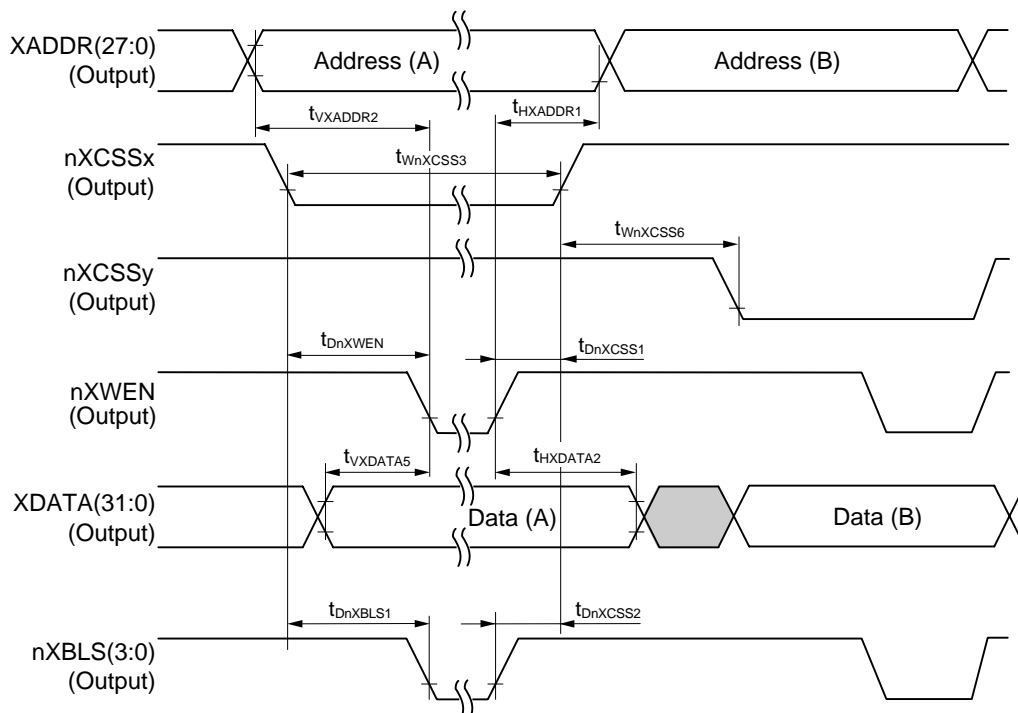 XADDR(27:0)
(Output)
Address (A)
Address (B)
tVXADDR2
tHXADDR1
nXCSSx
(Output)
tWnXCSS3
tWnXCSS6
nXCSSy
(Output)
tDnXWEN
tDnXCSS1
nXWEN
(Output)
tVXDATA5
tHXDATA2
XDATA(31:0)
(Output)
Data (A)
Data (B)
tDnXBLS1
tDnXCSS2
nXBLS(3:0)
(Output)